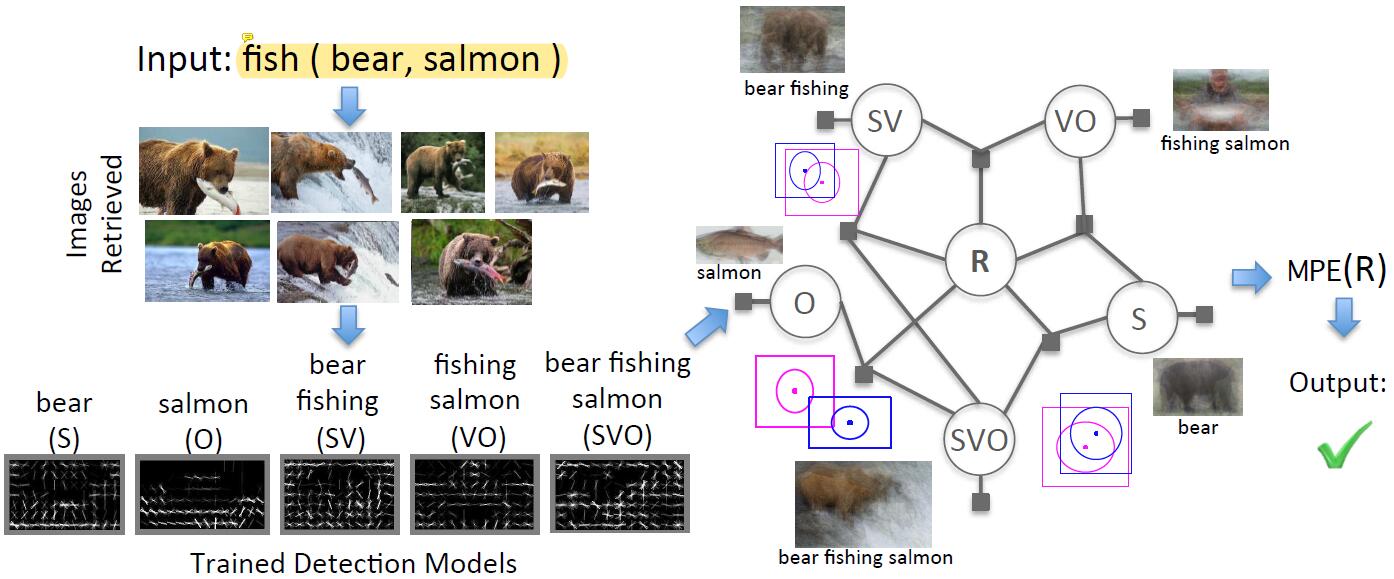 Input: fish ( bear, salmon )
Images
Retrieved
bear
(S)
salmon
(O)
bear
fishing
(SV)
fishing
salmon
(VO)
bear fishing
salmon
(SVO)
Trained Detection Models
bear fishing
SV
VO
fishing salmon
salmon
O
R
S
bear
SVO
bear fishing salmon
MPE(R)
Output: